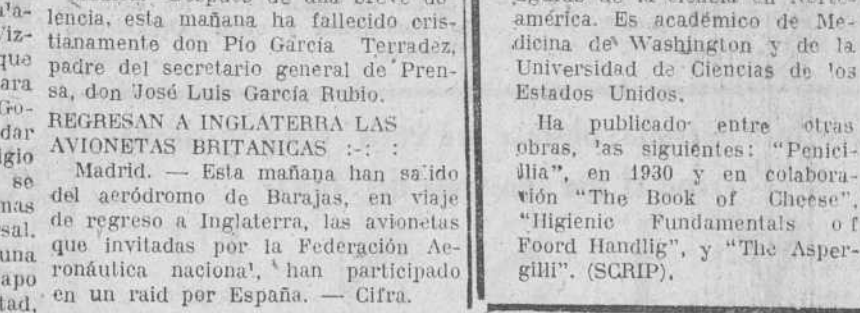 lencia, esta mañana ha fallecido cris-
tianamente don Pío García Terradez,
padre del secretario general de Pren-
sa, don José Luis García Rubio.
REGRESAN A INGLATERRA LAS
AVIONETAS BRITANICAS :-: :
Madrid. — Esta mañana han salido
del aeródromo de Barajas, en viaje
de regreso a Inglaterra, las avionetas
que invitadas por la Federación Ae-
ronáutica nacional, han participado
en un raid por España. — Cifra.
américa. Es académico de Me-
dicina de Washington y de la
Universidad de Ciencias de los
Estados Unidos.
Ha publicado entre otras
obras, las siguientes: "Penici-
llia", en 1930 y en colabora-
ción "The Book of Cheese",
"Higienic Fundamentals of
Foord Handlig", y "The Asper-
gilli". (SCRIP).